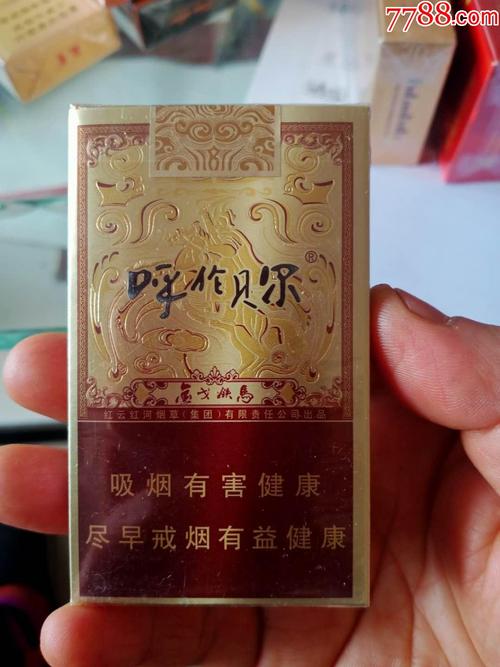 7788.com
呼伦贝尔®
金戈铁马
红云红河烟草(集团)有限责任公司出品
吸烟有害健康
尽早戒烟有益健康